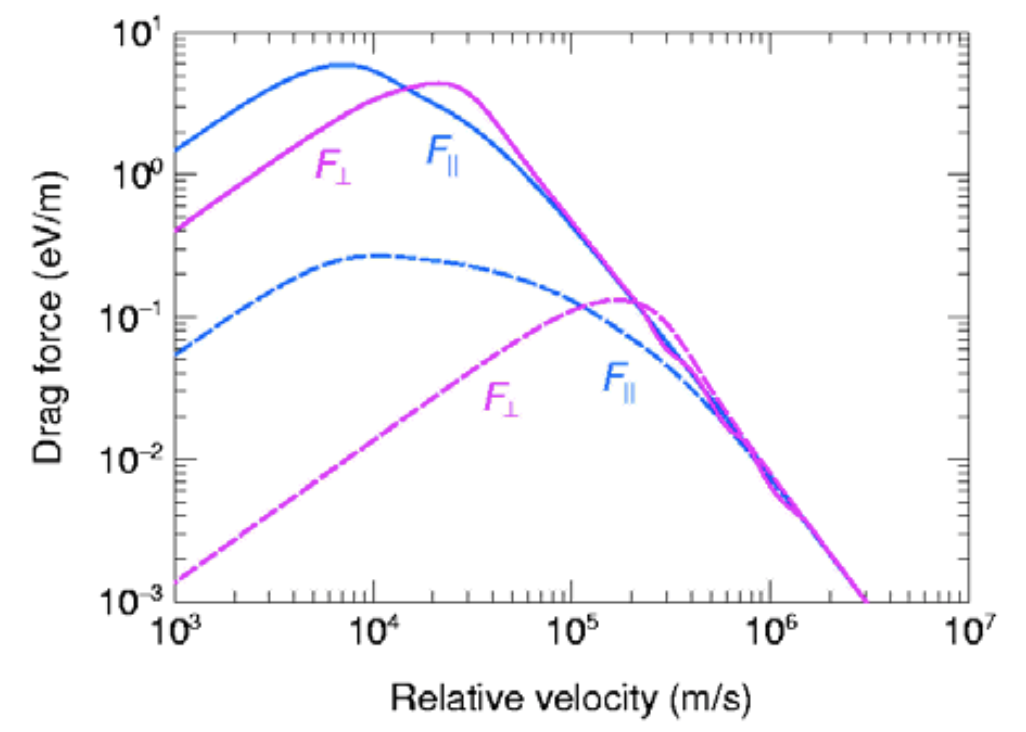 10¹
10⁰
10⁻¹
10⁻²
10⁻³
Drag force (eV/m)
F⊥
F||
F⊥
F||
10³
10⁴
10⁵
10⁶
10⁷
Relative velocity (m/s)